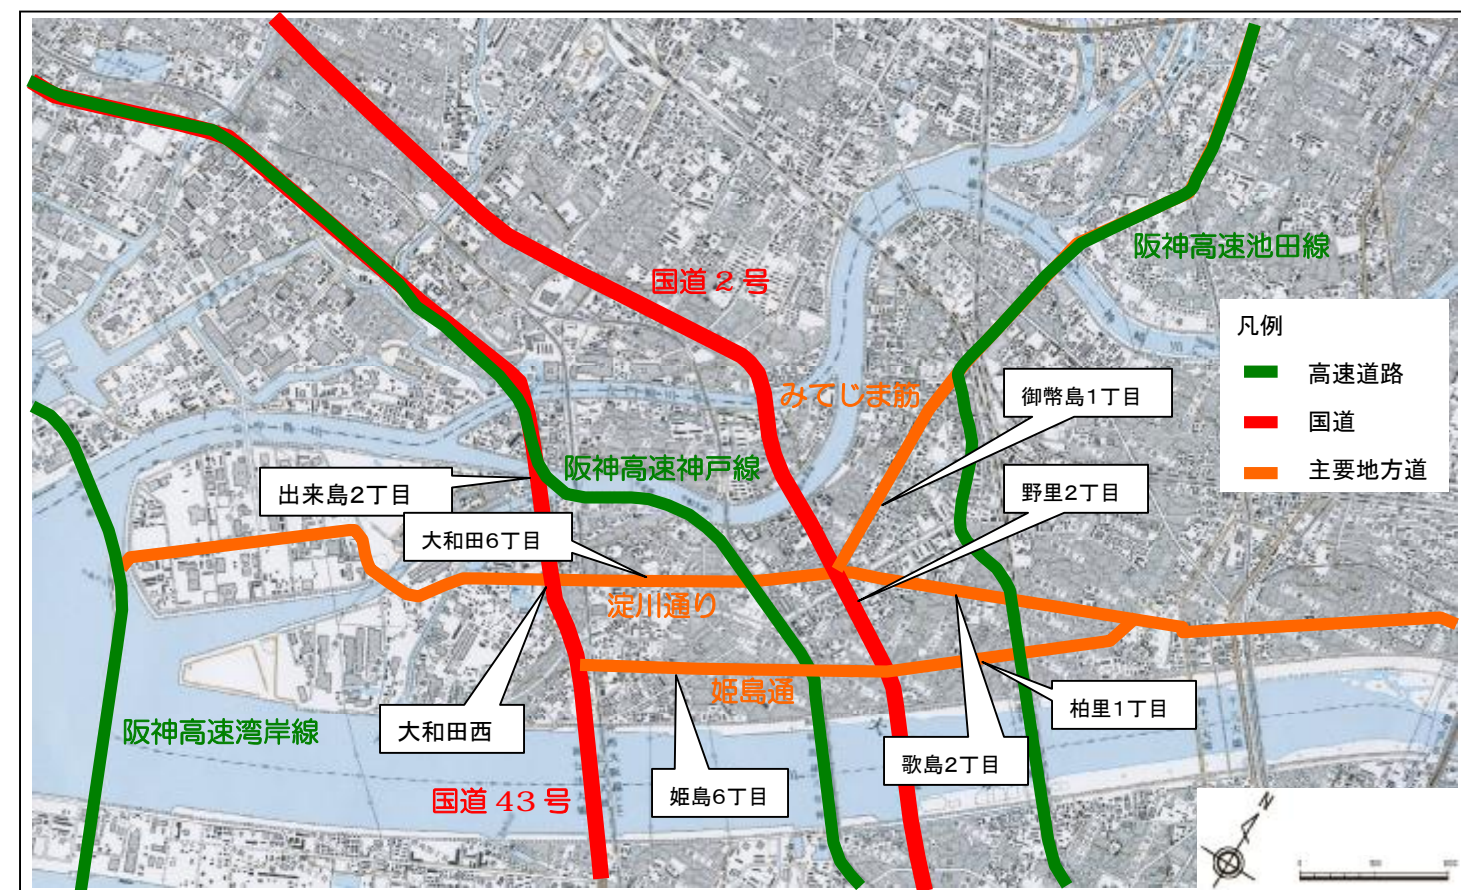 阪神高速池田線
国道2号
凡例
高速道路
国道
主要地方道
みてじま筋
御幣島1丁目
阪神高速神戸線
出来島2丁目
野里2丁目
大和田6丁目
淀川通り
姫島通
柏里1丁目
阪神高速湾岸線
大和田西
歌島2丁目
姫島6丁目
国道43号
N